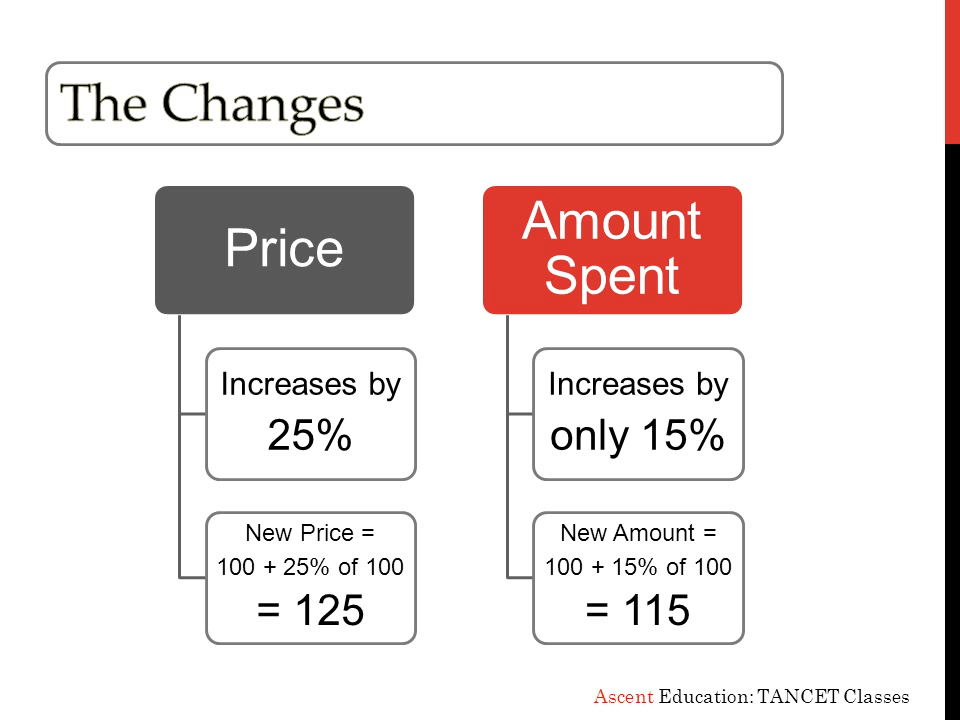 The Changes
Price
Increases by
25%
New Price =
100 + 25% of 100
= 125
Amount
Spent
Increases by
only 15%
New Amount =
100 + 15% of 100
= 115
Ascent Education: TANCET Classes